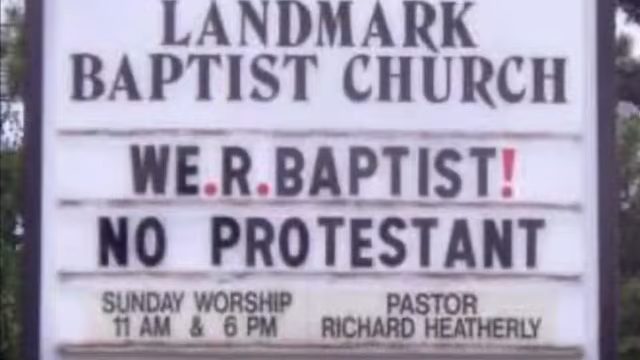 LANDMARK
BAPTIST CHURCH
WE.R.BAPTIST!
NO PROTESTANT
SUNDAY WORSHIP PASTOR
11 AM & 6 PM RICHARD HEATHERLY